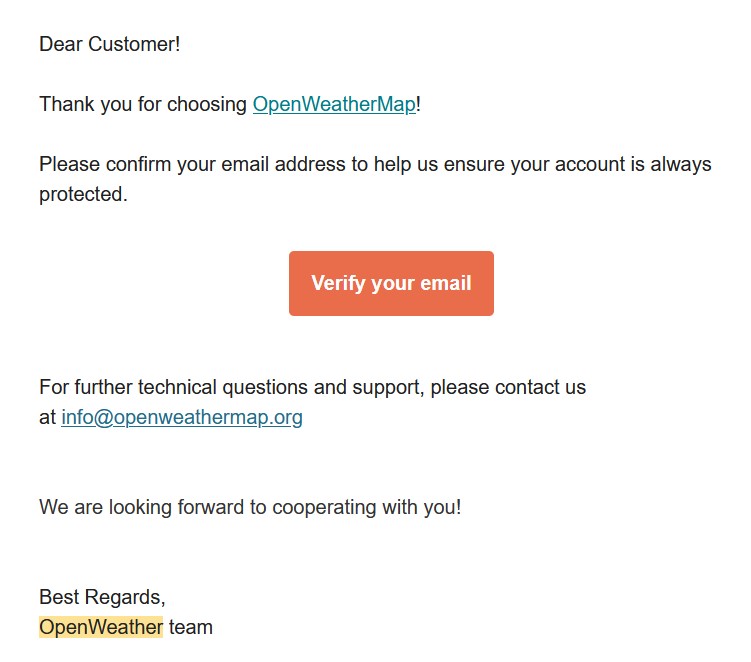 Dear Customer!
Thank you for choosing OpenWeatherMap!
Please confirm your email address to help us ensure your account is always
protected.
Verify your email
For further technical questions and support, please contact us
at info@openweathermap.org
We are looking forward to cooperating with you!
Best Regards,
OpenWeather team